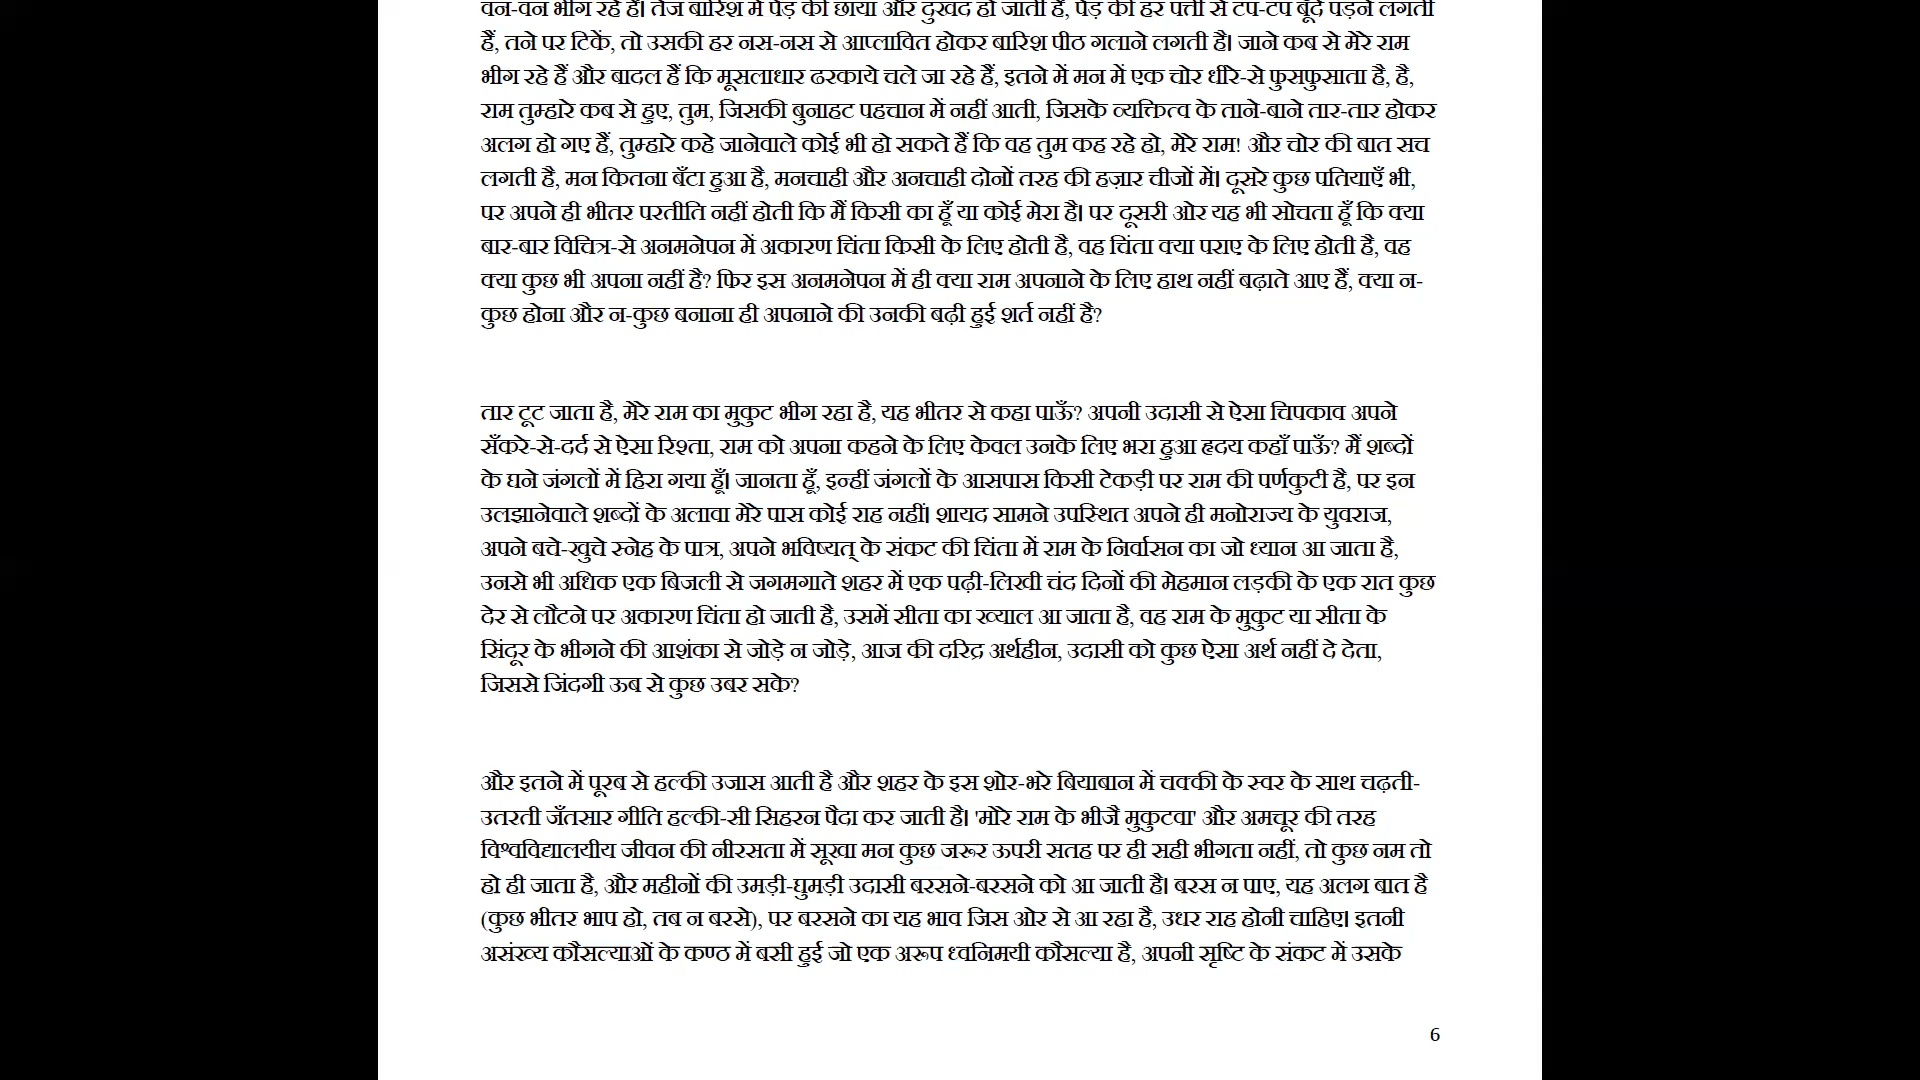 वन-वन भीग रहे हैं। तेज बारिश में पेड़ की छाया और दुखद हो जाती है, पेड़ की हर पत्ती से टप-टप बूँदें पड़ने लगती
हैं, तने पर टिकें, तो उसकी हर नस-नस से आप्लावित होकर बारिश पीठ गलाने लगती है। जाने कब से मेरे राम
भीग रहे हैं और बादल हैं कि मूसलाधार ढरकाये चले जा रहे हैं, इतने में मन में एक चोर धीरे-से फुसफुसाता है, है,
राम तुम्हारे कब से हुए, तुम, जिसकी बुनाहट पहचान में नहीं आती, जिसके व्यक्तित्व के ताने-बाने तार-तार होकर
अलग हो गए हैं, तुम्हारे कहे जानेवाले कोई भी हो सकते हैं कि वह तुम कह रहे हो, मेरे राम! और चोर की बात सच
लगती है, मन कितना बँटा हुआ है, मनचाही और अनचाही दोनों तरह की हज़ार चीजों में। दूसरे कुछ पतियाएँ भी,
पर अपने ही भीतर परतीति नहीं होती कि मैं किसी का हूँ या कोई मेरा है। पर दूसरी ओर यह भी सोचता हूँ कि क्या
बार-बार विचित्र-से अनमनेपन में अकारण चिंता किसी के लिए होती है, वह चिंता क्या पराए के लिए होती है, वह
क्या कुछ भी अपना नहीं है? फिर इस अनमनेपन में ही क्या राम अपनाने के लिए हाथ नहीं बढ़ाते आए हैं, क्या न-
कुछ होना और न-कुछ बनाना ही अपनाने की उनकी बढ़ी हुई शर्त नहीं है?
तार टूट जाता है, मेरे राम का मुकुट भीग रहा है, यह भीतर से कहा पाऊँ? अपनी उदासी से ऐसा चिपकाव अपने
सँकरे-से-दर्द से ऐसा रिश्ता, राम को अपना कहने के लिए केवल उनके लिए भरा हुआ हृदय कहाँ पाऊँ? मैं शब्दों
के घने जंगलों में हिरा गया हूँ। जानता हूँ, इन्हीं जंगलों के आसपास किसी टेकड़ी पर राम की पर्णकुटी है, पर इन
उलझानेवाले शब्दों के अलावा मेरे पास कोई राह नहीं। शायद सामने उपस्थित अपने ही मनोराज्य के युवराज,
अपने बचे-खुचे स्नेह के पात्र, अपने भविष्यत् के संकट की चिंता में राम के निर्वासन का जो ध्यान आ जाता है,
उनसे भी अधिक एक बिजली से जगमगाते शहर में एक पढ़ी-लिखी चंद दिनों की मेहमान लड़की के एक रात कुछ
देर से लौटने पर अकारण चिंता हो जाती है, उसमें सीता का ख्याल आ जाता है, वह राम के मुकुट या सीता के
सिंदूर के भीगने की आशंका से जोड़े न जोड़े, आज की दरिद्र अर्थहीन, उदासी को कुछ ऐसा अर्थ नहीं दे देता,
जिससे जिंदगी ऊब से कुछ उबर सके?
और इतने में पूरब से हल्की उजास आती है और शहर के इस शोर-भरे बियाबान में चक्की के स्वर के साथ चढ़ती-
उतरती जँतसार गीति हल्की-सी सिहरन पैदा कर जाती है। 'मोरे राम के भीजै मुकुटवा' और अमचूर की तरह
विश्वविद्यालयीय जीवन की नीरसता में सूखा मन कुछ जरूर ऊपरी सतह पर ही सही भीगता नहीं, तो कुछ नम तो
हो ही जाता है, और महीनों की उमड़ी-घुमड़ी उदासी बरसने-बरसने को आ जाती है। बरस न पाए, यह अलग बात है
(कुछ भीतर भाप हो, तब न बरसे), पर बरसने का यह भाव जिस ओर से आ रहा है, उधर राह होनी चाहिए। इतनी
असंख्य कौसल्याओं के कण्ठ में बसी हुई जो एक अरूप ध्वनिमयी कौसल्या है, अपनी सृष्टि के संकट में उसके
6